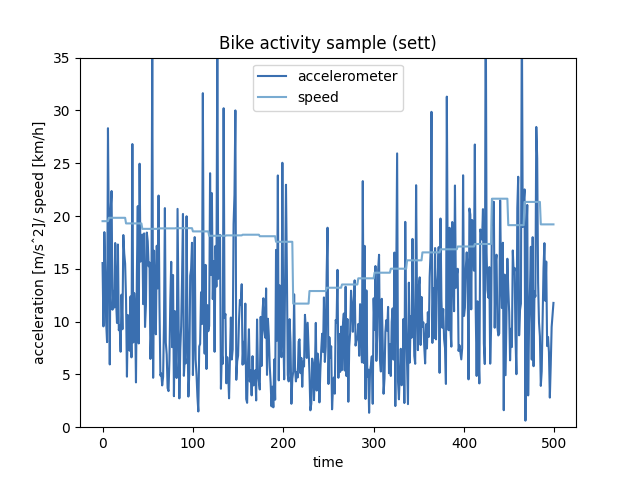 Bike activity sample (sett)
accelerometer
speed
acceleration [m/s^2]/ speed [km/h]
35
30
25
20
15
10
5
0
0 100 200 300 400 500
time